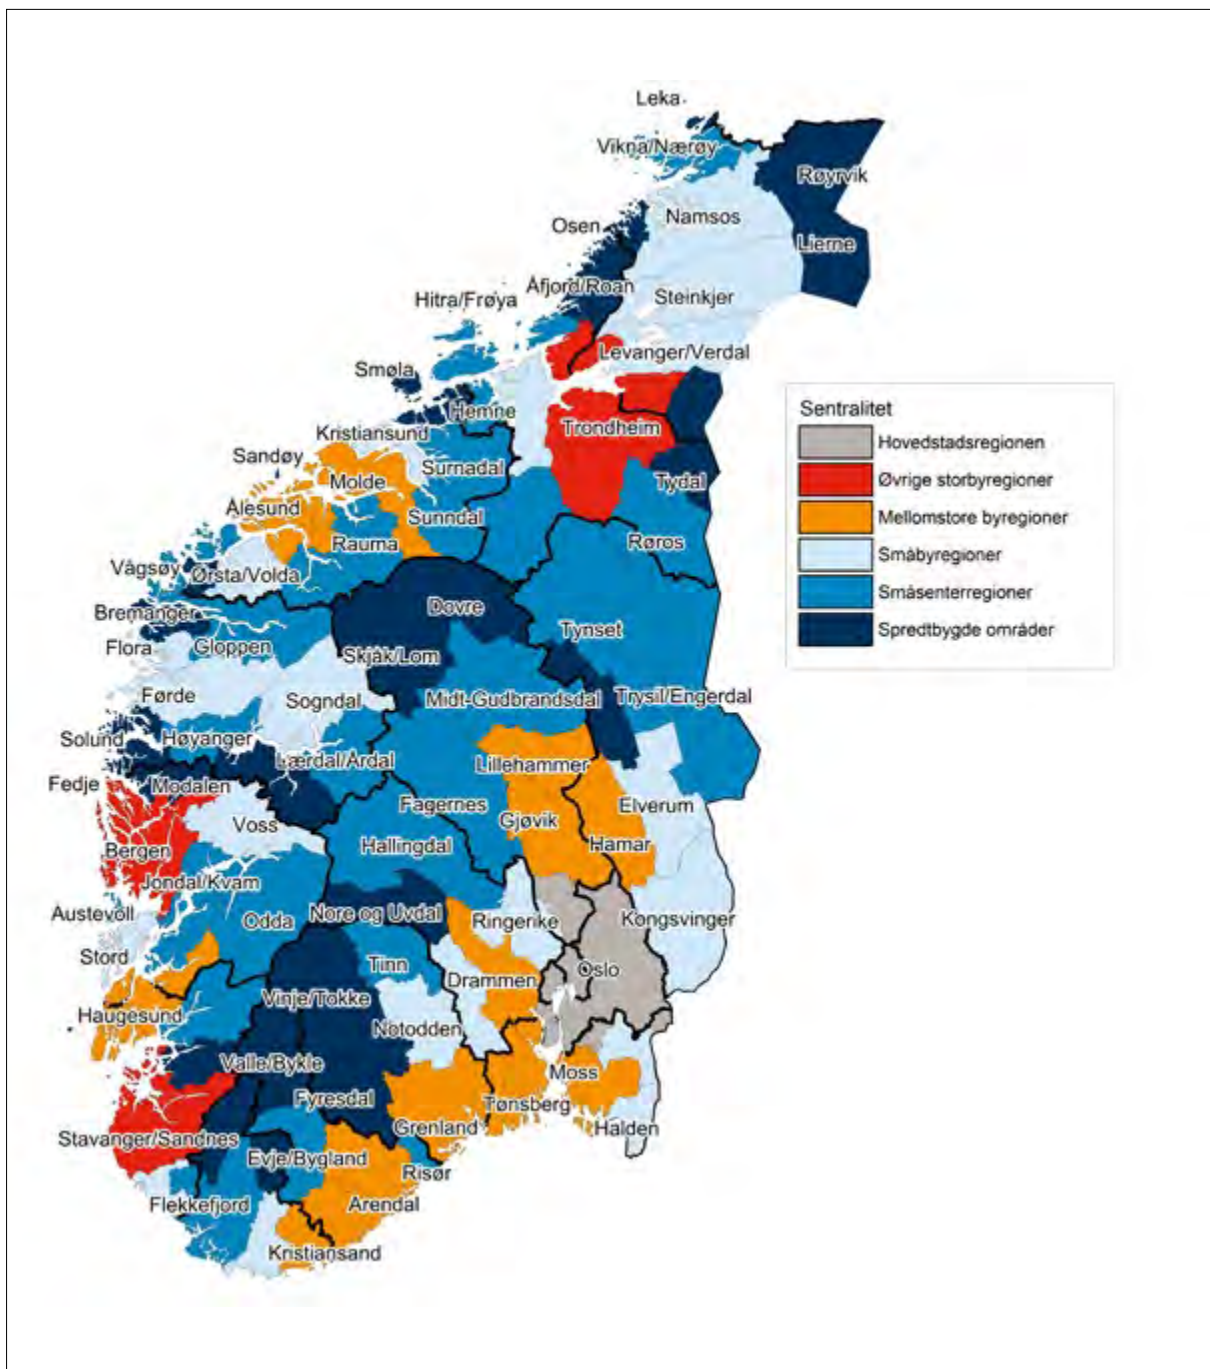 Leka
Vikna/Nærøy
Røyrvik
Namsos
Osen
Lierne
Åfjord/Roan
Hitra/Frøya
Steinkjer
Levanger/Verdal
Smøla
Hemne
Trondheim
Kristiansund
Sandøy
Surnadal
Molde
Tydal
Ålesund
Sunndal
Rauma
Røros
Vågsøy
Ørsta/Volda
Bremanger
Dovre
Tynset
Flora
Gloppen
Skjåk/Lom
Førde
Sogndal
Midt-Gudbrandsdal
Trysil/Engerdal
Solund
Høyanger
Lærdal/Årdal
Lillehammer
Fedje
Modalen
Fagernes
Elverum
Voss
Gjøvik
Bergen
Hallingdal
Hamar
Jondal/Kvam
Austevoll
Odda
Nore og Uvdal
Ringerike
Kongsvinger
Stord
Tinn
Drammen
Oslo
Haugesund
Vinje/Tokke
Notodden
Valle/Bykle
Moss
Fyresdal
Tønsberg
Stavanger/Sandnes
Grenland
Halden
Evje/Bygland
Risør
Flekkefjord
Arendal
Kristiansand
Sentralitet
Hovedstadsregionen
Øvrige storbyregioner
Mellomstore byregioner
Småbyregioner
Småsenterregioner
Spredtbygde områder